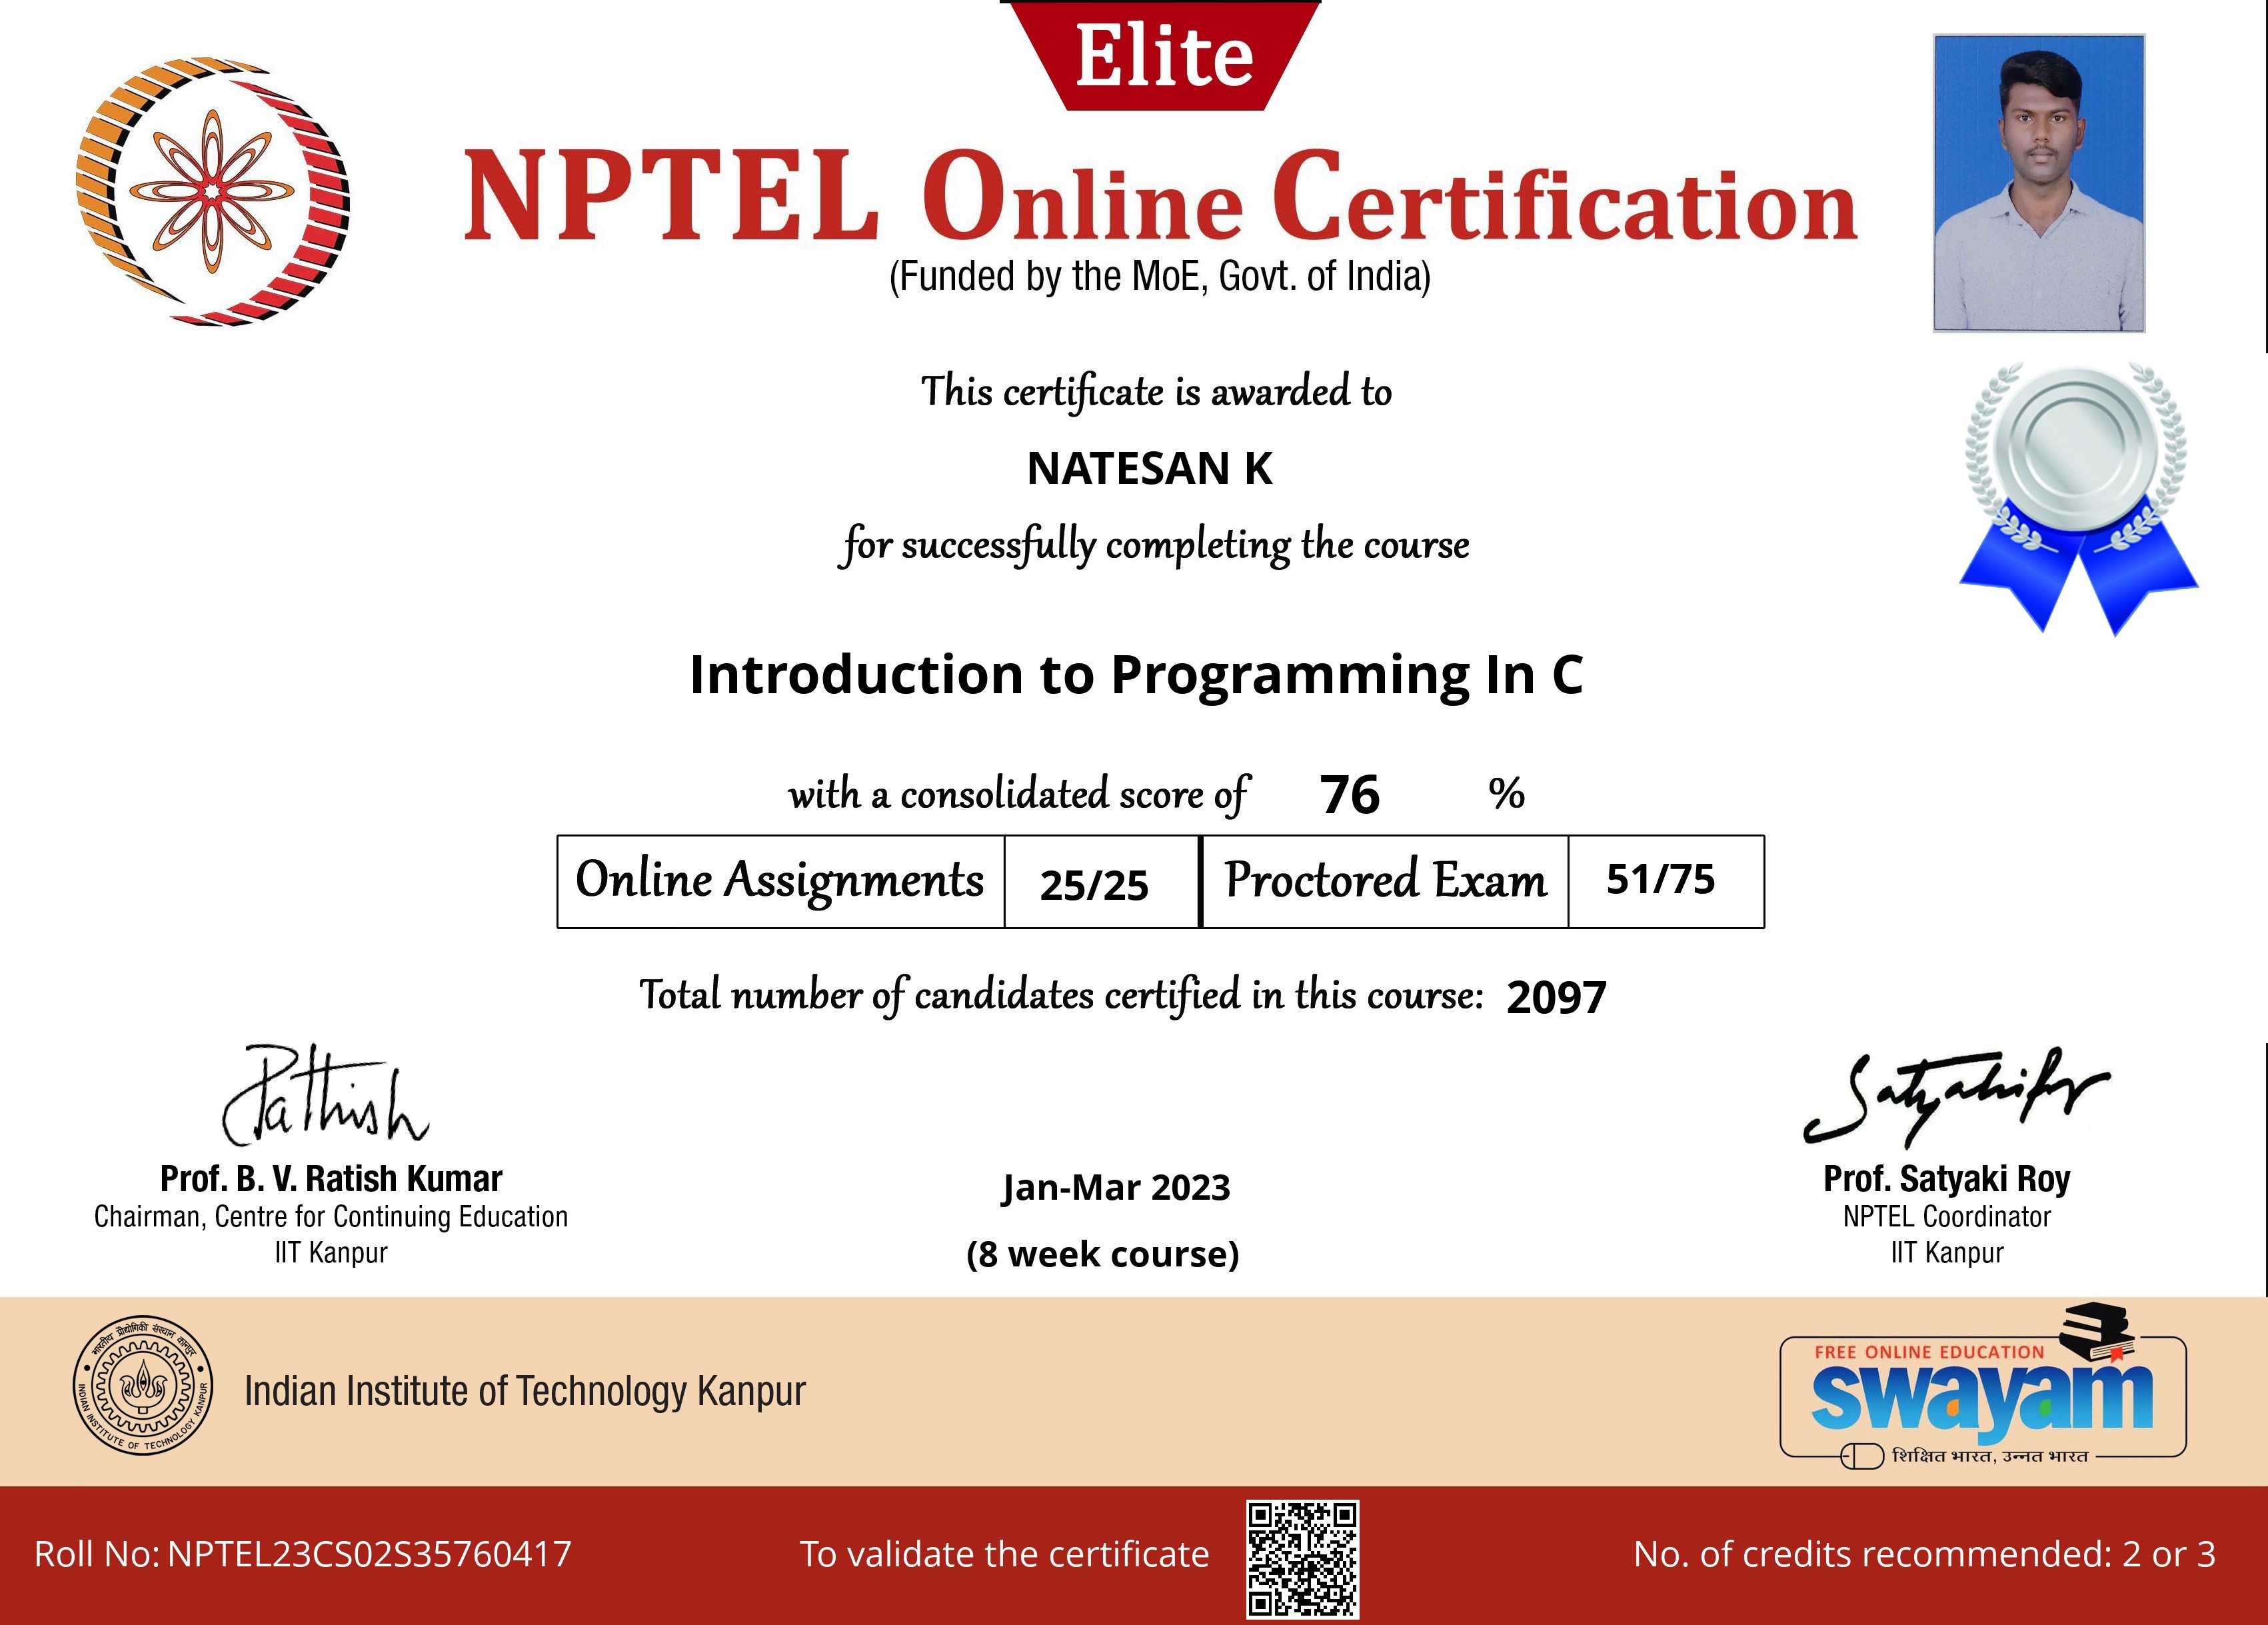 Elite
NPTEL Online Certification
(Funded by the MoE, Govt. of India)
This certificate is awarded to
NATESAN K
for successfully completing the course
Introduction to Programming In C
with a consolidated score of 76 %
Online Assignments 25/25 Proctored Exam 51/75
Total number of candidates certified in this course: 2097
Prof. B. V. Ratish Kumar
Chairman, Centre for Continuing Education
IIT Kanpur
Jan-Mar 2023
(8 week course)
Prof. Satyaki Roy
NPTEL Coordinator
IIT Kanpur
भारतीय प्रौद्योगिकी संस्थान कानपुर
INDIAN INSTITUTE OF TECHNOLOGY KANPUR
Indian Institute of Technology Kanpur
FREE ONLINE EDUCATION
swayam
शिक्षित भारत, उन्नत भारत
Roll No: NPTEL23CS02S35760417
To validate the certificate
No. of credits recommended: 2 or 3